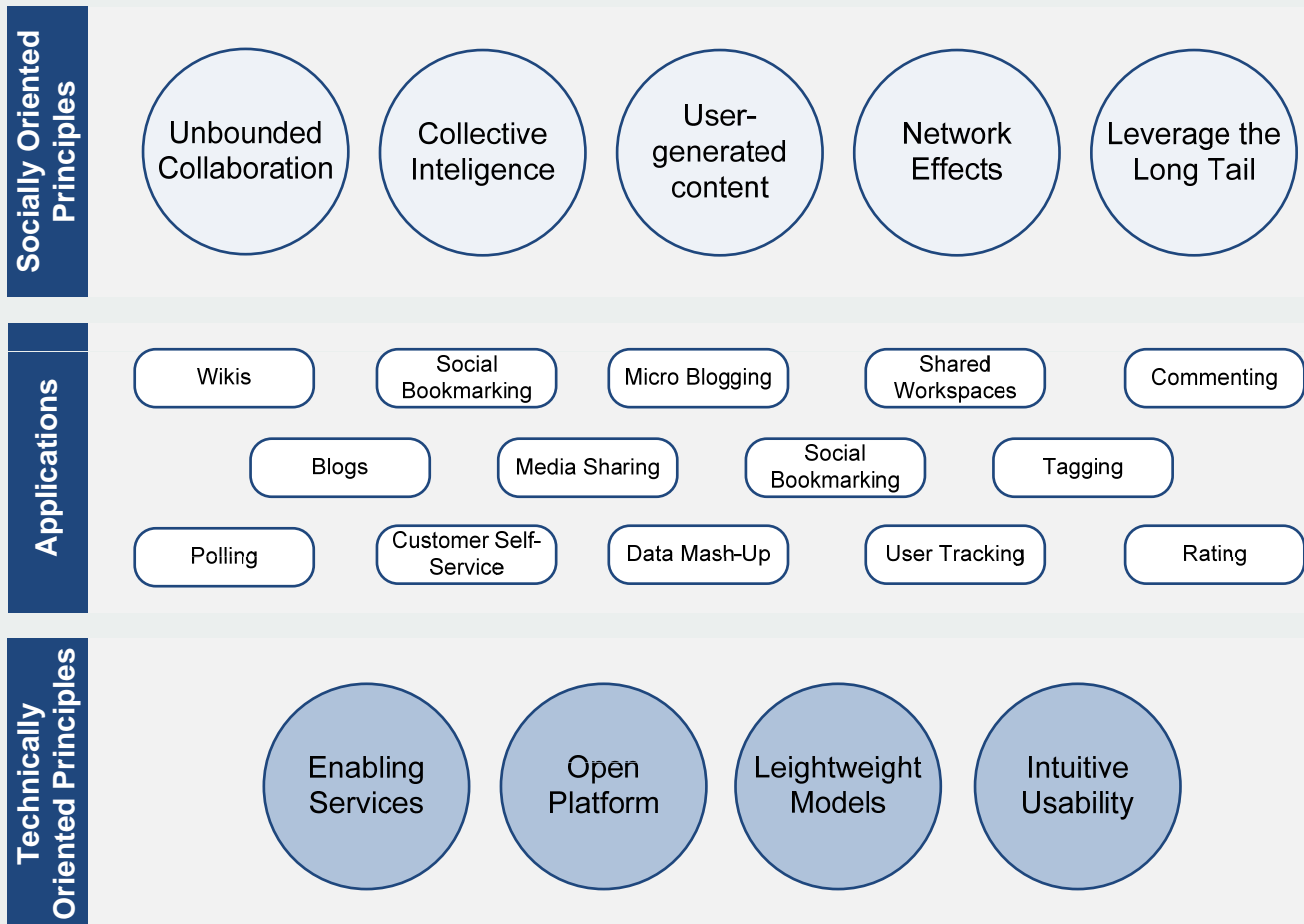 Socially Oriented
Principles
Unbounded
Collaboration
Collective
Inteligence
User-
generated
content
Network
Effects
Leverage the
Long Tail
Applications
Wikis
Social
Bookmarking
Micro Blogging
Shared
Workspaces
Commenting
Blogs
Media Sharing
Social
Bookmarking
Tagging
Polling
Customer Self-
Service
Data Mash-Up
User Tracking
Rating
Technically
Oriented Principles
Enabling
Services
Open
Platform
Leightweight
Models
Intuitive
Usability